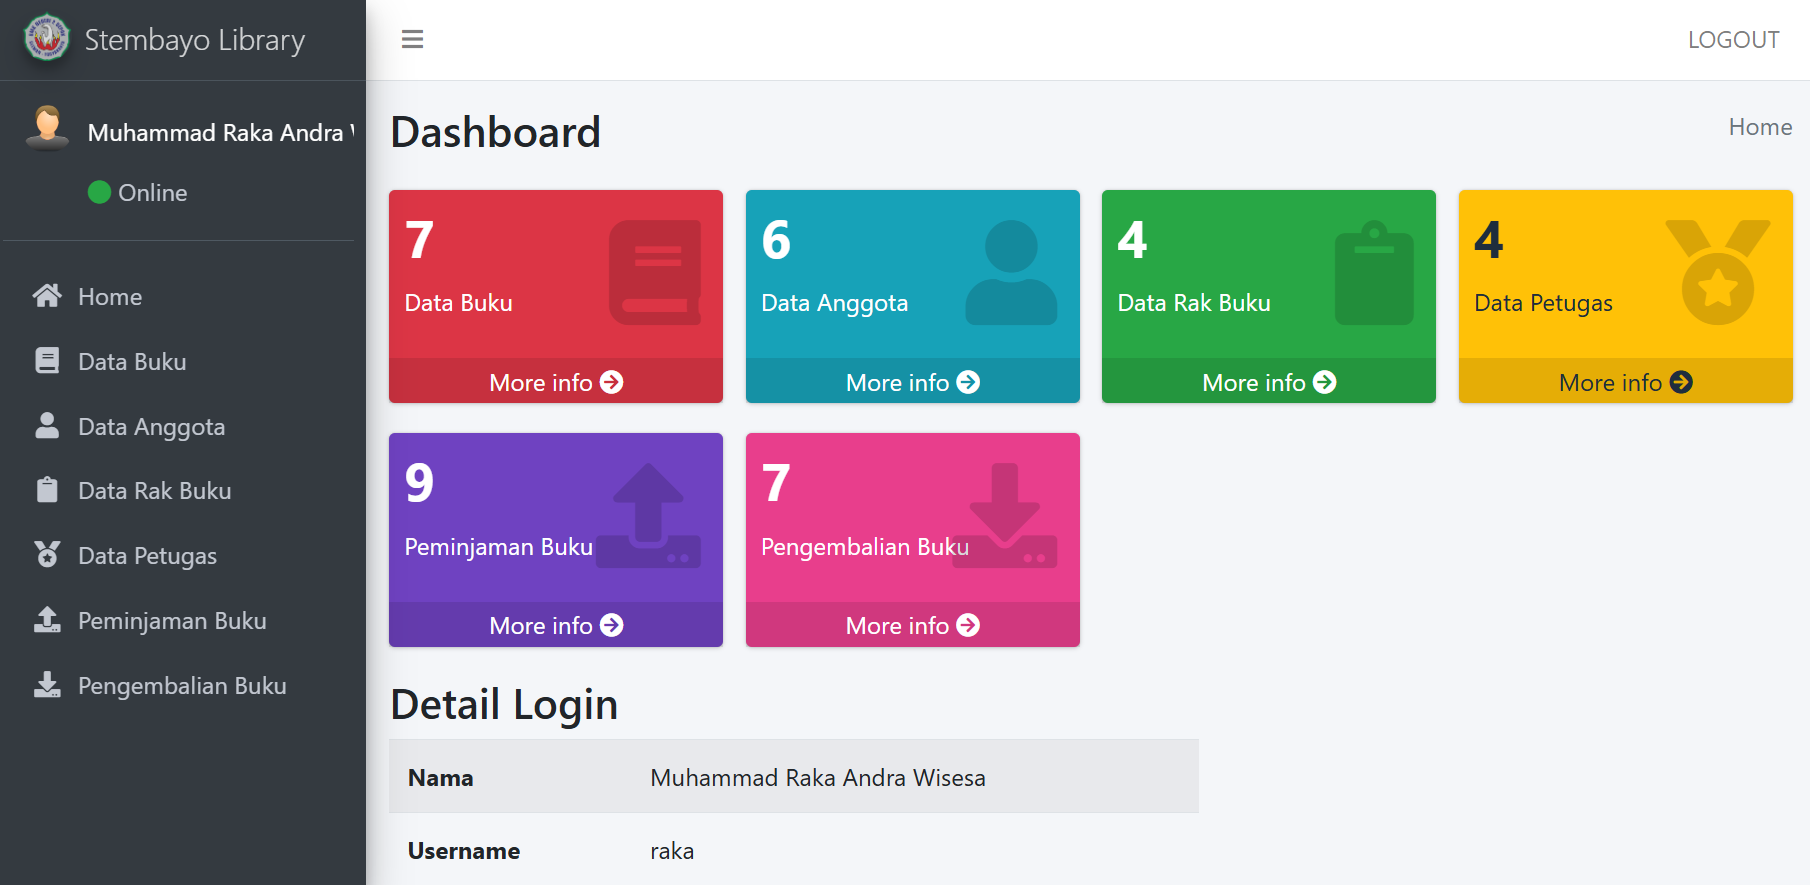 Stembayo Library
LOGOUT
Muhammad Raka Andra
Online
Home
Data Buku
Data Anggota
Data Rak Buku
Data Petugas
Peminjaman Buku
Pengembalian Buku
Dashboard
Home
7
Data Buku
More info
6
Data Anggota
More info
4
Data Rak Buku
More info
4
Data Petugas
More info
9
Peminjaman Buku
More info
7
Pengembalian Buku
More info
Detail Login
Nama Muhammad Raka Andra Wisesa
Username raka